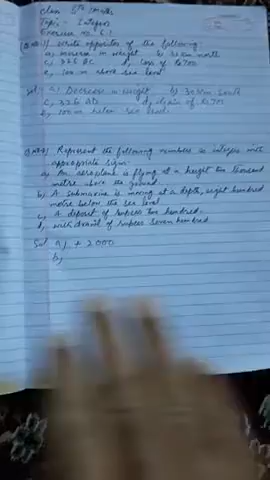 Class 6th Maths
Topic - Integers
Exercise no. 6.1
1) Write opposites of the following:
a) increase in weight b) 30 km north
c) 326 BC d) Loss of Rs 700
e) 100 m above sea level
Sol: a) Decrease in weight b) 30 km south
c) 326 AD d) Gain of Rs 700
e) 100 m below sea level
2) Represent the following numbers as integers with
appropriate signs.
a) An aeroplane is flying at a height two thousand
metre above the ground.
b) A submarine is moving at a depth, eight hundred
metre below the sea level
c) A deposit of rupees two hundred.
d) withdrawal of rupees seven hundred
Sol a) + 2000
b)